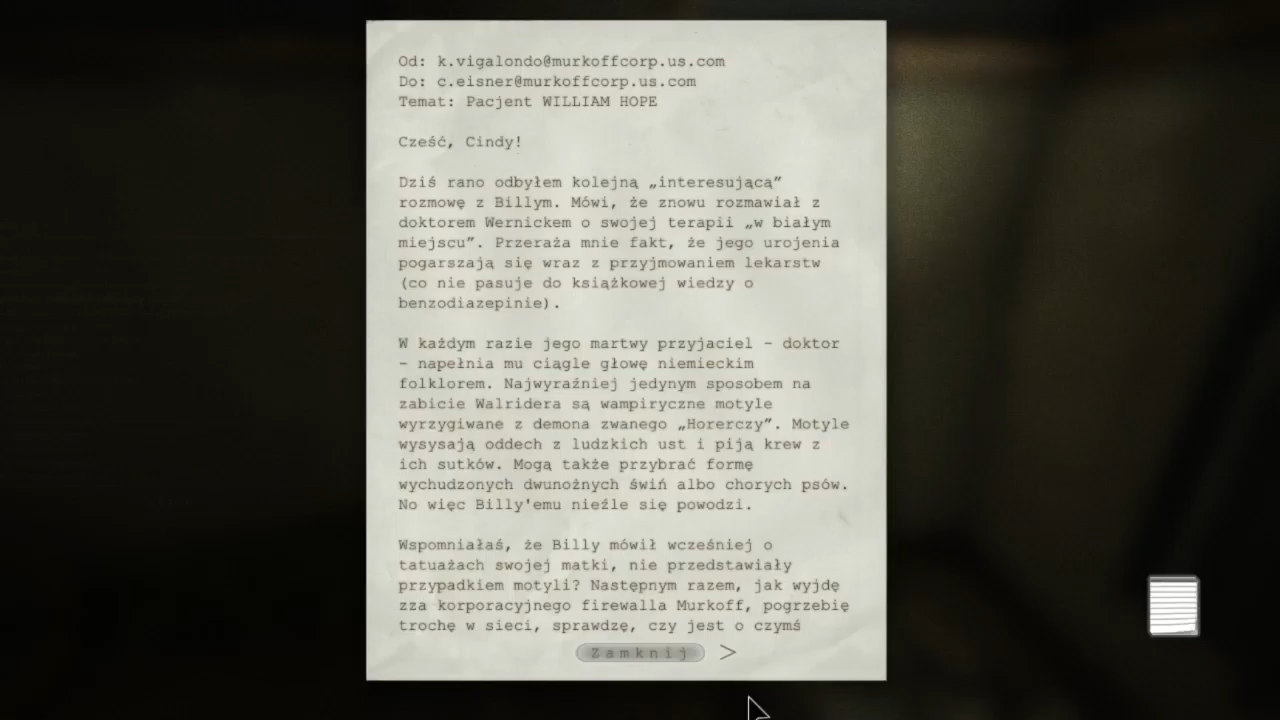 Od: k.vigalondo@murkoffcorp.us.com
Do: c.eisner@murkoffcorp.us.com
Temat: Pacjent WILLIAM HOPE
Cześć, Cindy!
Dziś rano odbyłem kolejną „interesującą”
rozmowę z Billym. Mówi, że znowu rozmawiał z
doktorem Wernickem o swojej terapii „w białym
miejscu”. Przeraża mnie fakt, że jego urojenia
pogarszają się wraz z przyjmowaniem lekarstw
(co nie pasuje do książkowej wiedzy o
benzodiazepinie).
W każdym razie jego martwy przyjaciel – doktor
– napełnia mu ciągle głowę niemieckim
folklorem. Najwyraźniej jedynym sposobem na
zabicie Walridera są wampiryczne motyle
wyrzygiwane z demona zwanego „Horerczy”. Motyle
wysysają oddech z ludzkich ust i piją krew z
ich sutków. Mogą także przybrać formę
wychudzonych dwunożnych świń albo chorych psów.
No więc Billy'emu nieźle się powodzi.
Wspomniałaś, że Billy mówił wcześniej o
tatuażach swojej matki, nie przedstawiały
przypadkiem motyli? Następnym razem, jak wyjdę
zza korporacyjnego firewalla Murkoff, pogrzebię
trochę w sieci, sprawdzę, czy jest o czymś
Zamknij >